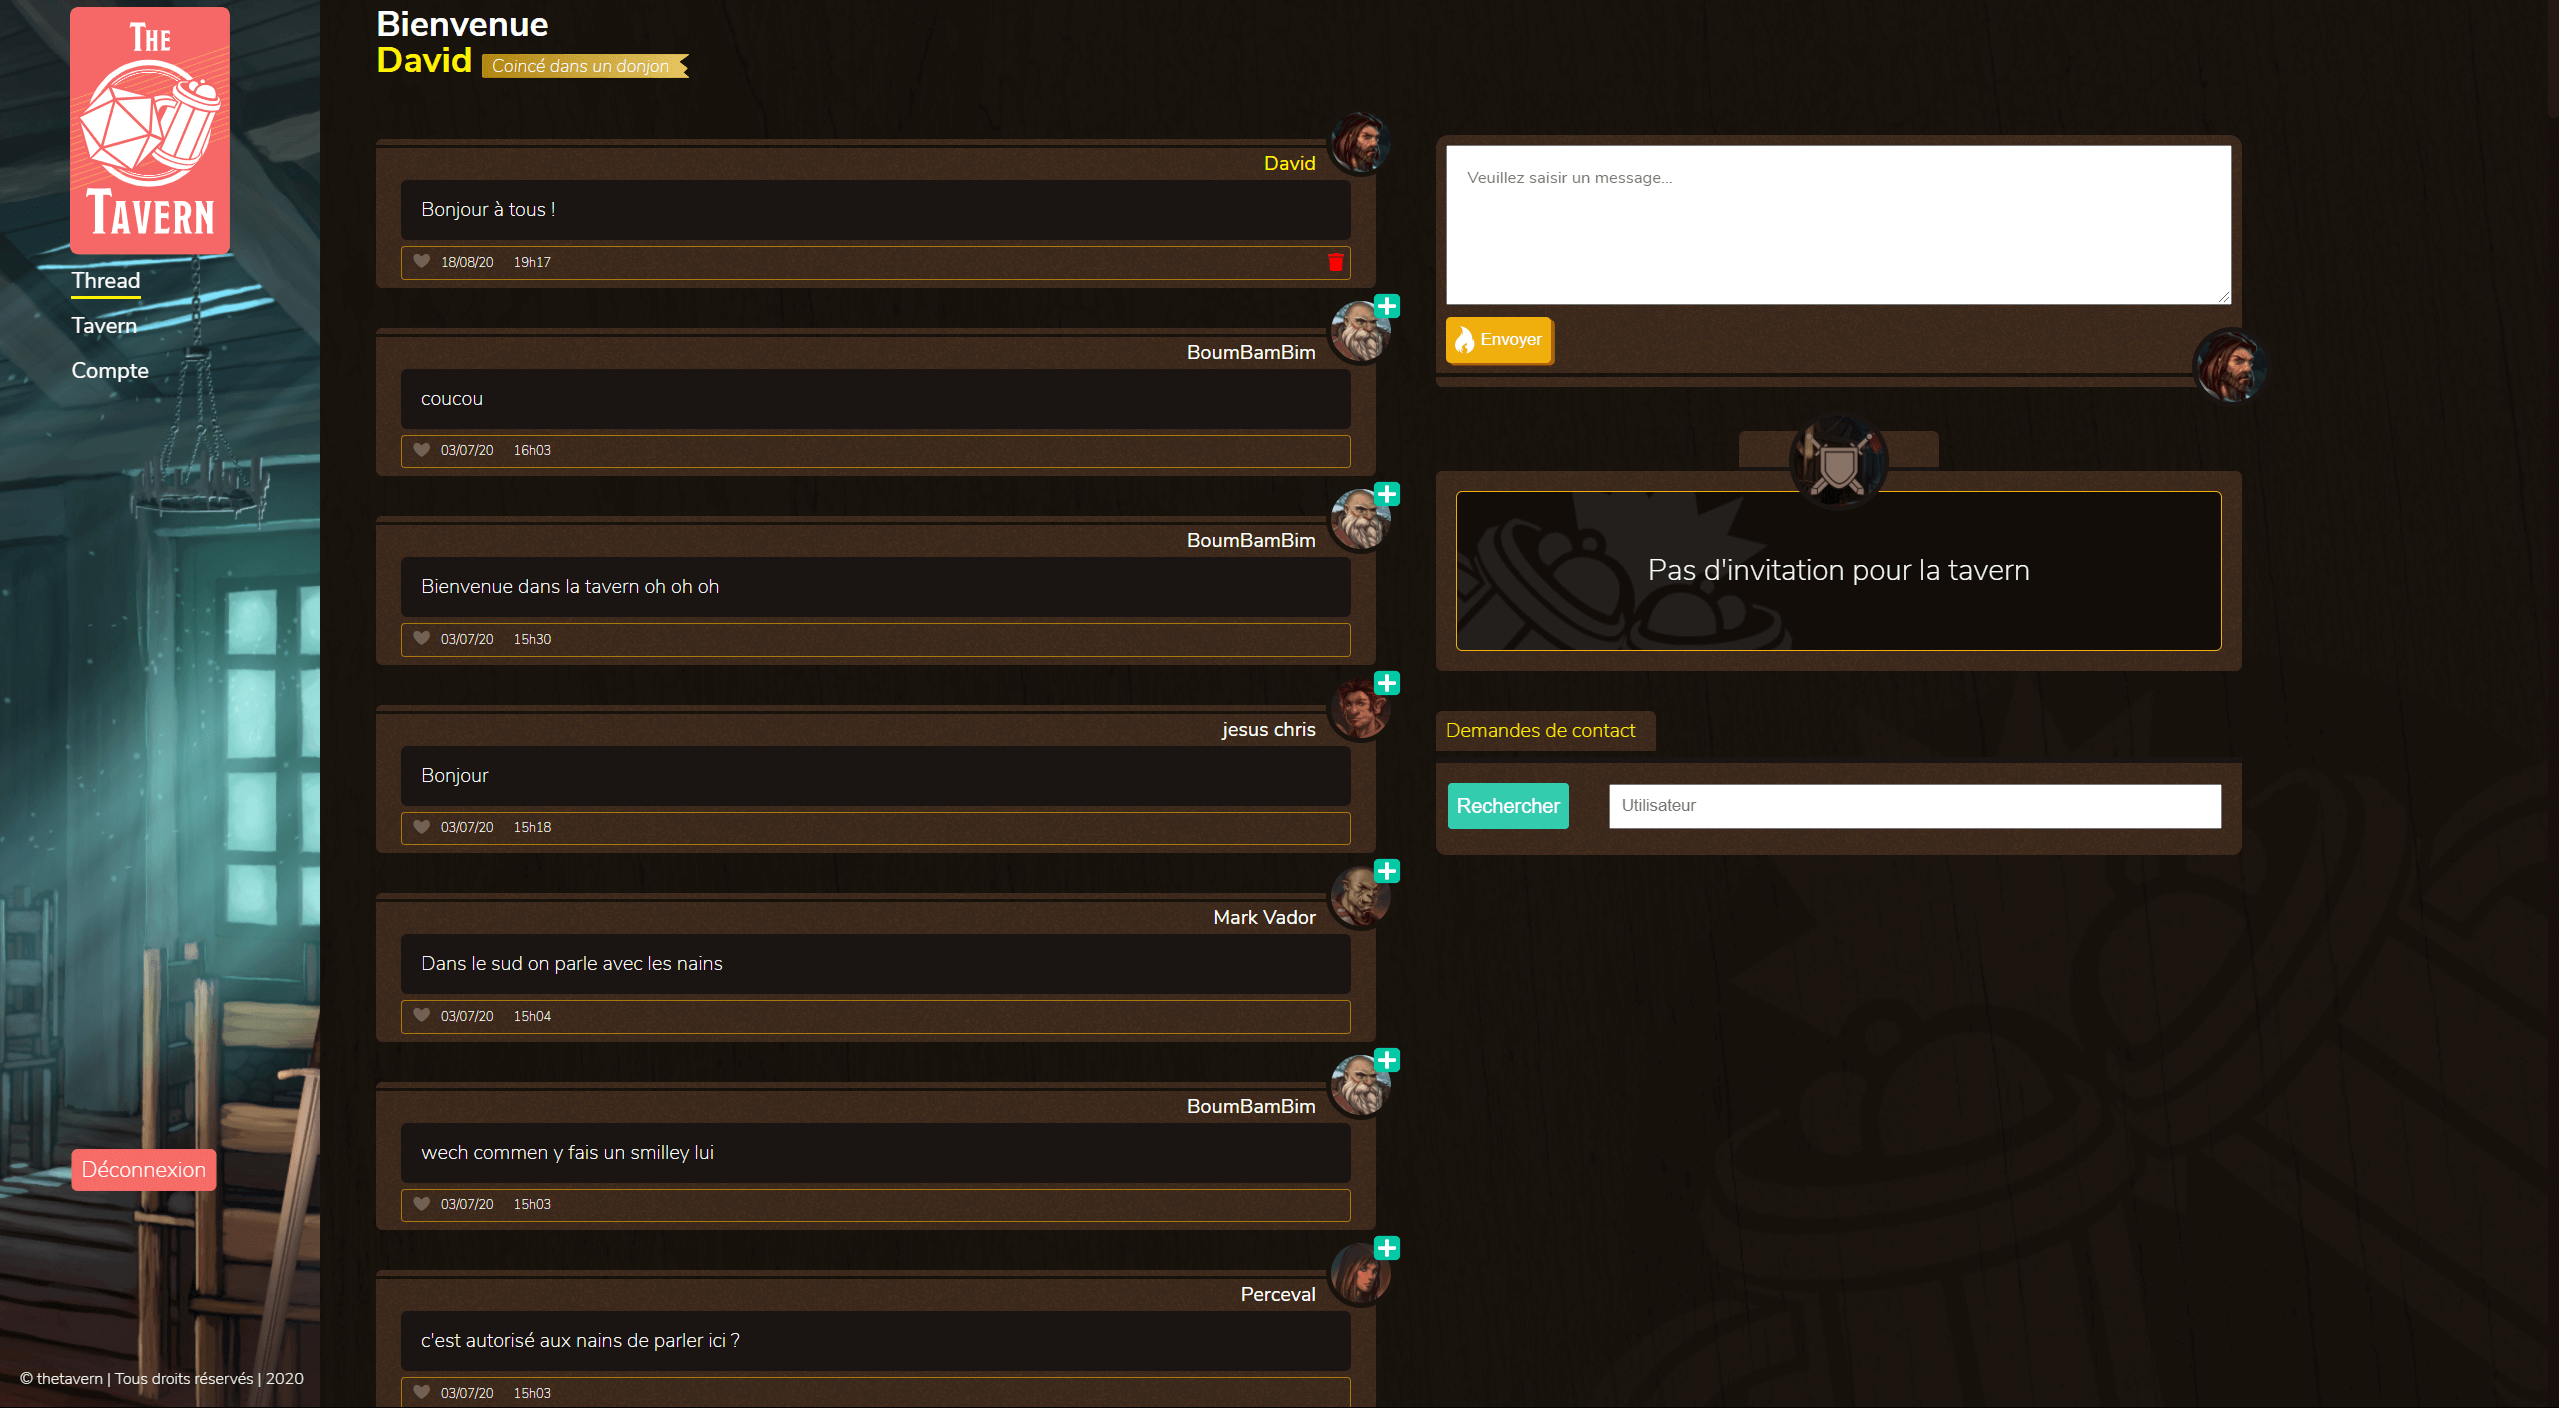 THE
TAVERN
Thread
Tavern
Compte
Déconnexion
© thetavern | Tous droits réservés | 2020
Bienvenue
David Coincé dans un donjon
David
Bonjour à tous !
18/08/20 19h17
BoumBamBim
coucou
03/07/20 16h03
BoumBamBim
Bienvenue dans la tavern oh oh oh
03/07/20 15h30
jesus chris
Bonjour
03/07/20 15h18
Mark Vador
Dans le sud on parle avec les nains
03/07/20 15h04
BoumBamBim
wech commen y fais un smilley lui
03/07/20 15h03
Perceval
c'est autorisé aux nains de parler ici ?
03/07/20 15h03
Veuillez saisir un message...
Envoyer
Pas d'invitation pour la tavern
Demandes de contact
Rechercher Utilisateur